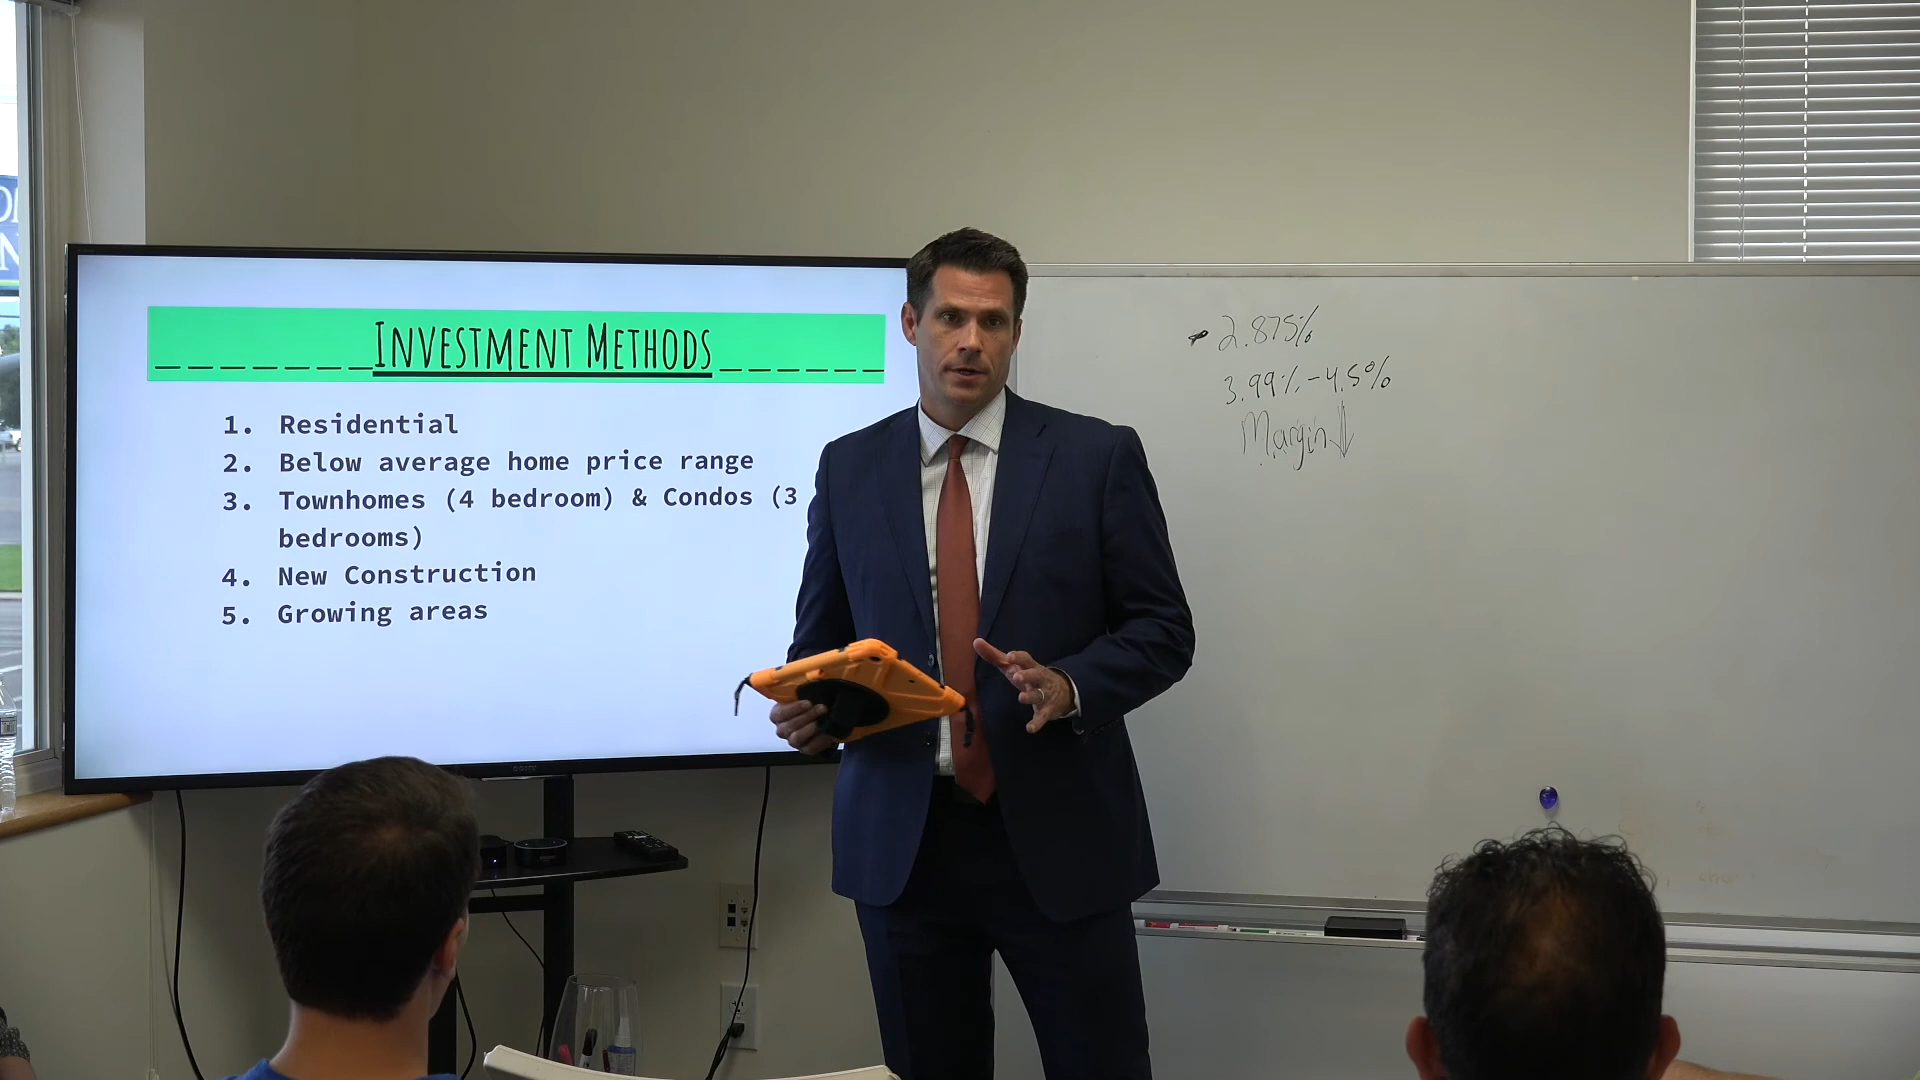 Investment Methods
1. Residential
2. Below average home price range
3. Townhomes (4 bedroom) & Condos (3
bedrooms)
4. New Construction
5. Growing areas
2.875%
3.99% - 4.5%
Margin ↓